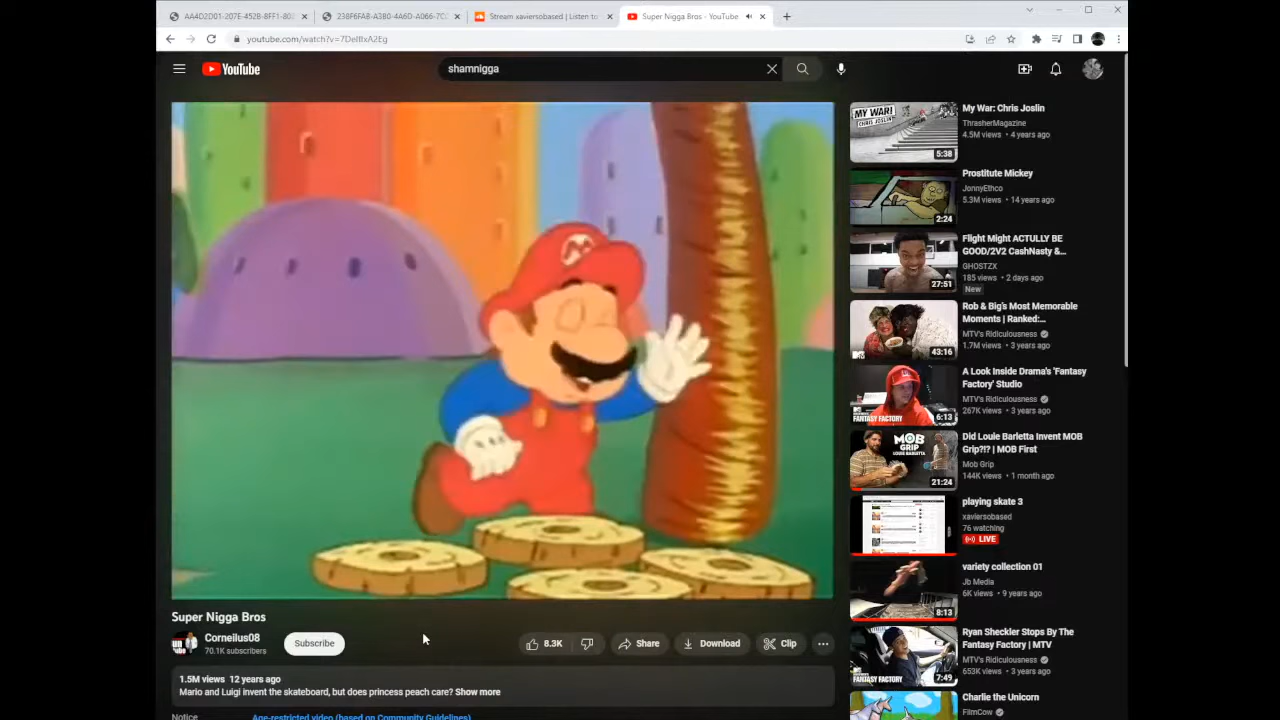 AA4D2D01-207E-452B-8FF1-802
238F6FAB-A3B0-4A6D-A066-7CC
Stream xaviersobased | Listen to
Super Nigga Bros - YouTube
youtube.com/watch?v=7DelItxA2Eg
YouTube
shamnigga
My War: Chris Joslin
ThrasherMagazine
4.5M views • 4 years ago
MY WAR!
CHRIS JOSLIN
5:38
Prostitute Mickey
JonnyEthco
5.3M views • 14 years ago
2:24
Flight Might ACTULLY BE
GOOD/2V2 CashNasty &...
GHOSTZX
185 views • 2 days ago
New
27:51
Rob & Big's Most Memorable
Moments | Ranked:...
MTV's Ridiculousness
1.7M views • 3 years ago
43:16
A Look Inside Drama's 'Fantasy
Factory' Studio
MTV's Ridiculousness
267K views • 3 years ago
FANTASY FACTORY
6:13
Did Louie Barletta Invent MOB
Grip?!? | MOB First
Mob Grip
144K views • 1 month ago
MOB
GRIP
LOUIE BARLETTA
21:24
playing skate 3
xaviersobased
76 watching
LIVE
variety collection 01
Jb Media
6K views • 9 years ago
8:13
Ryan Sheckler Stops By The
Fantasy Factory | MTV
MTV's Ridiculousness
653K views • 3 years ago
FANTASY FACTORY
7:49
Charlie the Unicorn
FilmCow
M
Super Nigga Bros
Corneilus08
70.1K subscribers
Subscribe
8.3K
Share
Download
Clip
1.5M views 12 years ago
Mario and Luigi invent the skateboard, but does princess peach care? Show more
Notice
Age-restricted video (based on Community Guidelines)